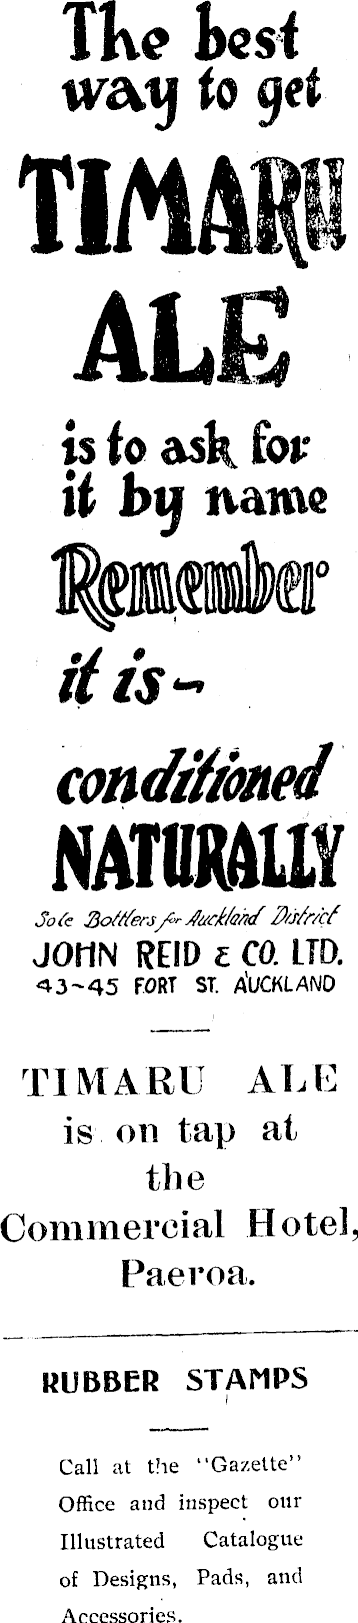 The best
way to get
TIMARU
ALE
is to ask for
it by name
Remember
it is -
conditioned
NATURALLY
Sole Bottlers for Auckland District
JOHN REID & CO. LTD.
43-45 FORT ST. AUCKLAND
TIMARU ALE
is on tap at
the
Commercial Hotel,
Paeroa.
RUBBER STAMPS
Call at the "Gazette"
Office and inspect our
Illustrated Catalogue
of Designs, Pads, and
Accessories.